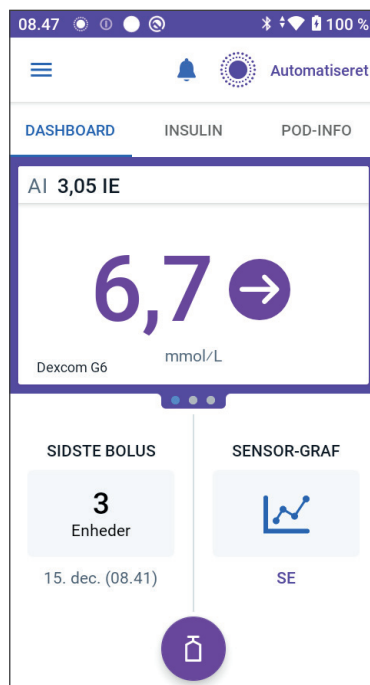 08.47 100 %
Automatiseret
DASHBOARD INSULIN POD-INFO
AI 3,05 IE
6,7
mmol/L
Dexcom G6
SIDSTE BOLUS SENSOR-GRAF
3
Enheder
15. dec. (08.41) SE